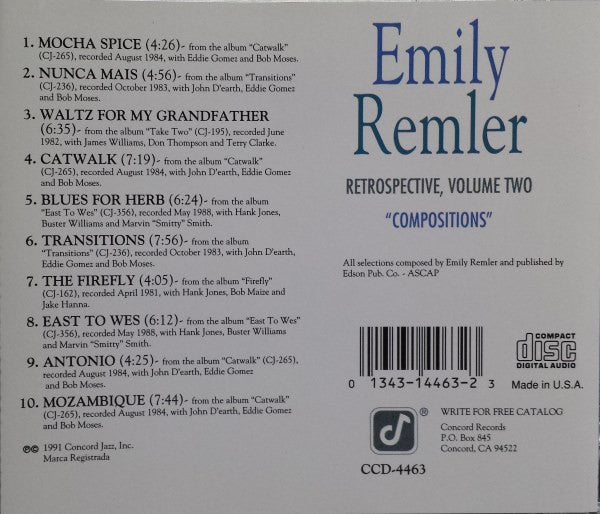 1. MOCHA SPICE (4:26)- from the album "Catwalk"
(CJ-265), recorded August 1984, with Eddie Gomez and Bob Moses.
2. NUNCA MAIS (4:56)- from the album "Transitions"
(CJ-236), recorded October 1983, with John D'earth, Eddie Gomez
and Bob Moses.
3. WALTZ FOR MY GRANDFATHER
(6:35)- from the album "Take Two" (CJ-195), recorded June
1982, with James Williams, Don Thompson and Terry Clarke.
4. CATWALK (7:19)- from the album "Catwalk"
(CJ-265), recorded August 1984, with John D'earth, Eddie Gomez
and Bob Moses.
5. BLUES FOR HERB (6:24)- from the album
"East To Wes" (CJ-356), recorded May 1988, with Hank Jones,
Buster Williams and Marvin "Smitty" Smith.
6. TRANSITIONS (7:56)- from the album
"Transitions" (CJ-236), recorded October 1983, with John D'earth,
Eddie Gomez and Bob Moses.
7. THE FIREFLY (4:05)- from the album "Firefly"
(CJ-162), recorded April 1981, with Hank Jones, Bob Maize and
Jake Hanna.
8. EAST TO WES (6:12)- from the album "East To Wes"
(CJ-356), recorded May 1988, with Hank Jones, Buster Williams
and Marvin "Smitty" Smith.
9. ANTONIO (4:25)- from the album "Catwalk" (CJ-265),
recorded August 1984, with John D'earth, Eddie Gomez and
Bob Moses.
10. MOZAMBIQUE (7:44)- from the album "Catwalk"
(CJ-265), recorded August 1984, with John D'earth, Eddie Gomez
and Bob Moses.
℗© 1991 Concord Jazz, Inc.
Marca Registrada
Emily
Remler
RETROSPECTIVE, VOLUME TWO
"COMPOSITIONS"
All selections composed by Emily Remler and published by
Edson Pub. Co. - ASCAP
0 13431-14463-2 3
COMPACT
disc
DIGITAL AUDIO
Made in U.S.A.
®
WRITE FOR FREE CATALOG
Concord Records
P.O. Box 845
Concord, CA 94522
CCD-4463